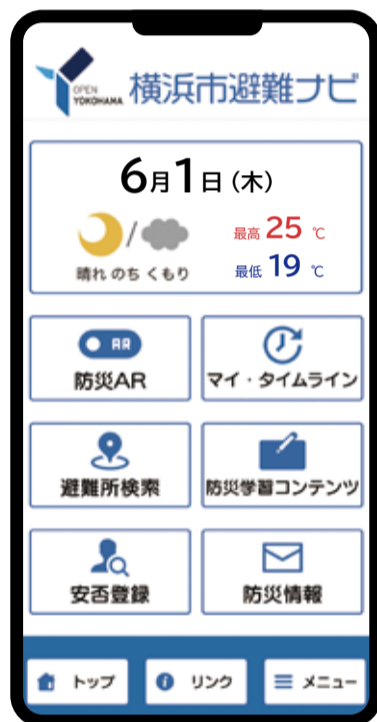 OPEN
YOKOHAMA
横浜市避難ナビ
6月1日(木)
晴れ のち くもり
最高 25 ℃
最低 19 ℃
AR
防災AR
マイ・タイムライン
避難所検索
防災学習コンテンツ
安否登録
防災情報
トップ
リンク
メニュー